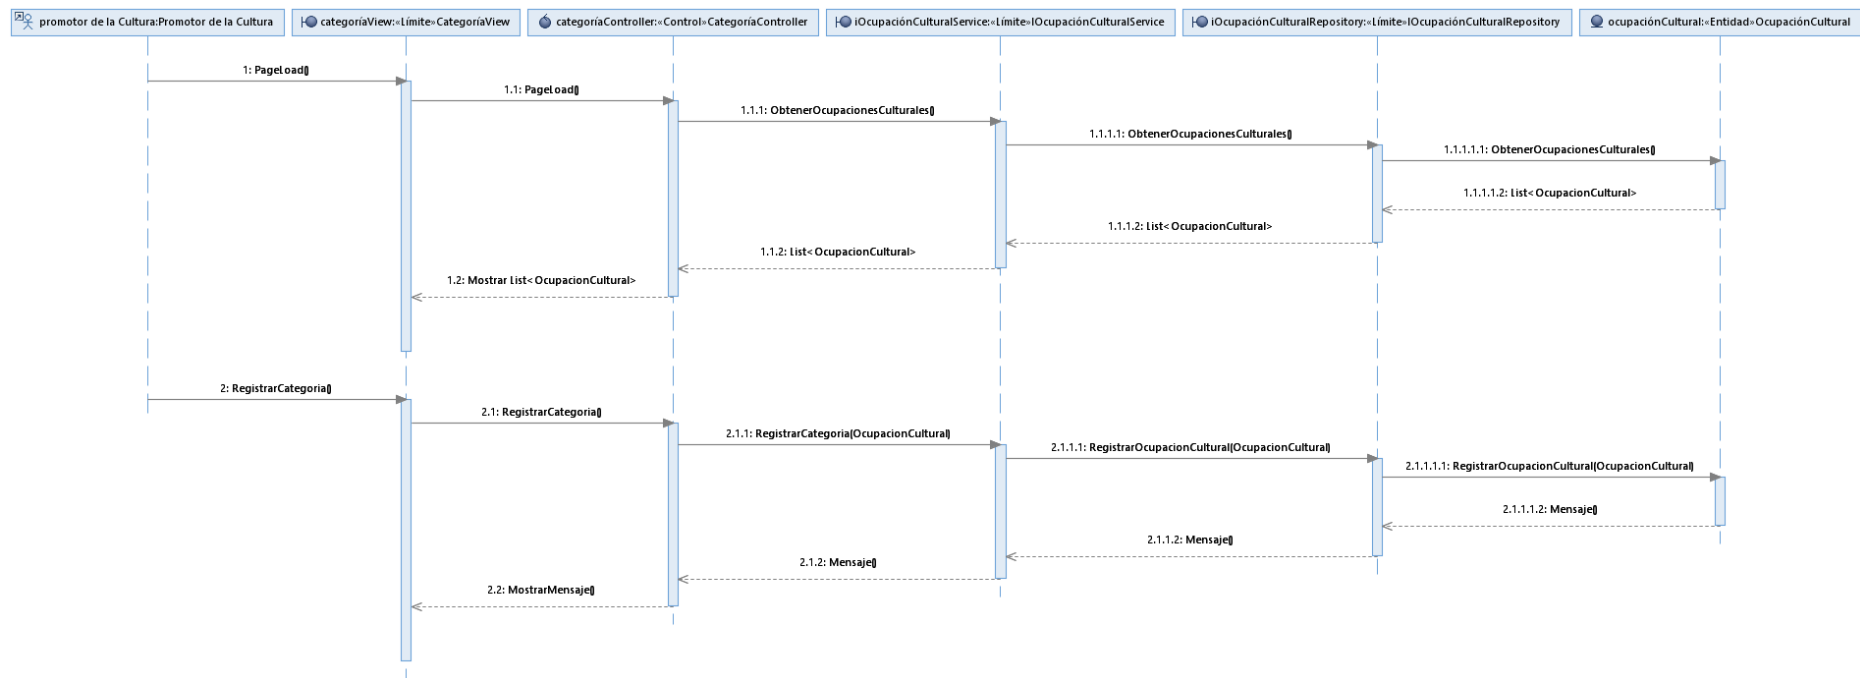 promotor de la Cultura:Promotor de la Cultura
categoríaView:«Límite»CategoríaView
categoríaController:«Control»CategoríaController
iOcupaciónCulturalService:«Límite»IOcupaciónCulturalService
iOcupaciónCulturalRepository:«Límite»IOcupaciónCulturalRepository
ocupaciónCultural:«Entidad»OcupaciónCultural
1: PageLoad()
1.1: PageLoad()
1.1.1: ObtenerOcupacionesCulturales()
1.1.1.1: ObtenerOcupacionesCulturales()
1.1.1.1.1: ObtenerOcupacionesCulturales()
1.1.1.1.2: List< OcupacionCultural>
1.1.1.2: List< OcupacionCultural>
1.1.2: List< OcupacionCultural>
1.2: Mostrar List< OcupacionCultural>
2: RegistrarCategoria()
2.1: RegistrarCategoria()
2.1.1: RegistrarCategoria(OcupacionCultural)
2.1.1.1: RegistrarOcupacionCultural(OcupacionCultural)
2.1.1.1.1: RegistrarOcupacionCultural(OcupacionCultural)
2.1.1.1.2: Mensaje()
2.1.1.2: Mensaje()
2.1.2: Mensaje()
2.2: MostrarMensaje()